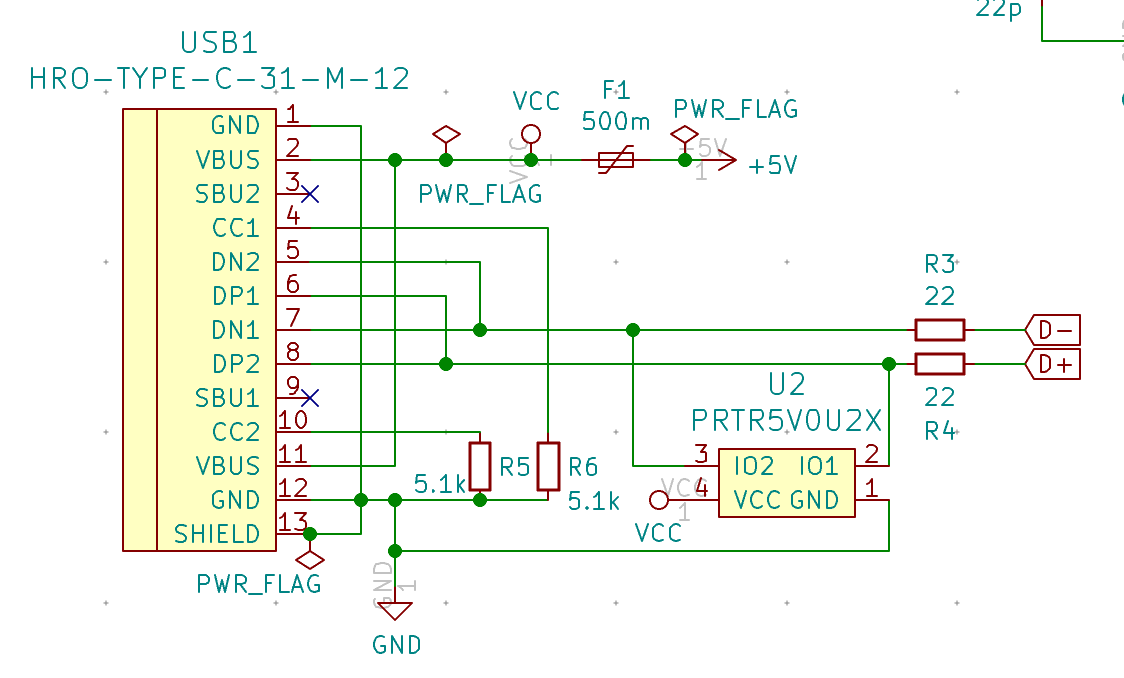 22p
USB1
HRO-TYPE-C-31-M-12
F1
500m
VCC
PWR_FLAG
GND 1
VBUS 2
SBU2 3
CC1 4
DN2 5
DP1 6
DN1 7
DP2 8
SBU1 9
CC2 10
VBUS 11
GND 12
SHIELD 13
VCC
1
+5V
1
+5V
PWR_FLAG
R3
22
D-
D+
22
R4
U2
PRTR5V0U2X
3 IO2 IO1 2
4 VCC GND 1
VCC
1
VCC
R5
5.1k
R6
5.1k
PWR_FLAG
GND
1
GND